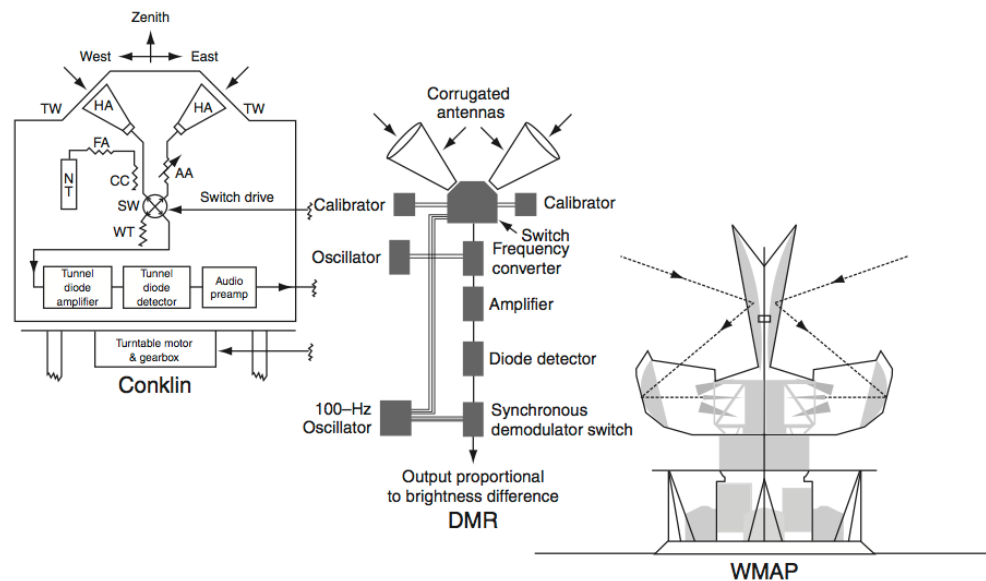 Zenith
West
East
TW
HA
HA
TW
FA
N
T
CC
AA
SW
Switch drive
WT
Tunnel
diode
amplifier
Tunnel
diode
detector
Audio
preamp
Turntable motor
& gearbox
Conklin
Corrugated
antennas
Calibrator
Calibrator
Switch
Oscillator
Frequency
converter
Amplifier
Diode detector
100–Hz
Oscillator
Synchronous
demodulator switch
Output proportional
to brightness difference
DMR
WMAP